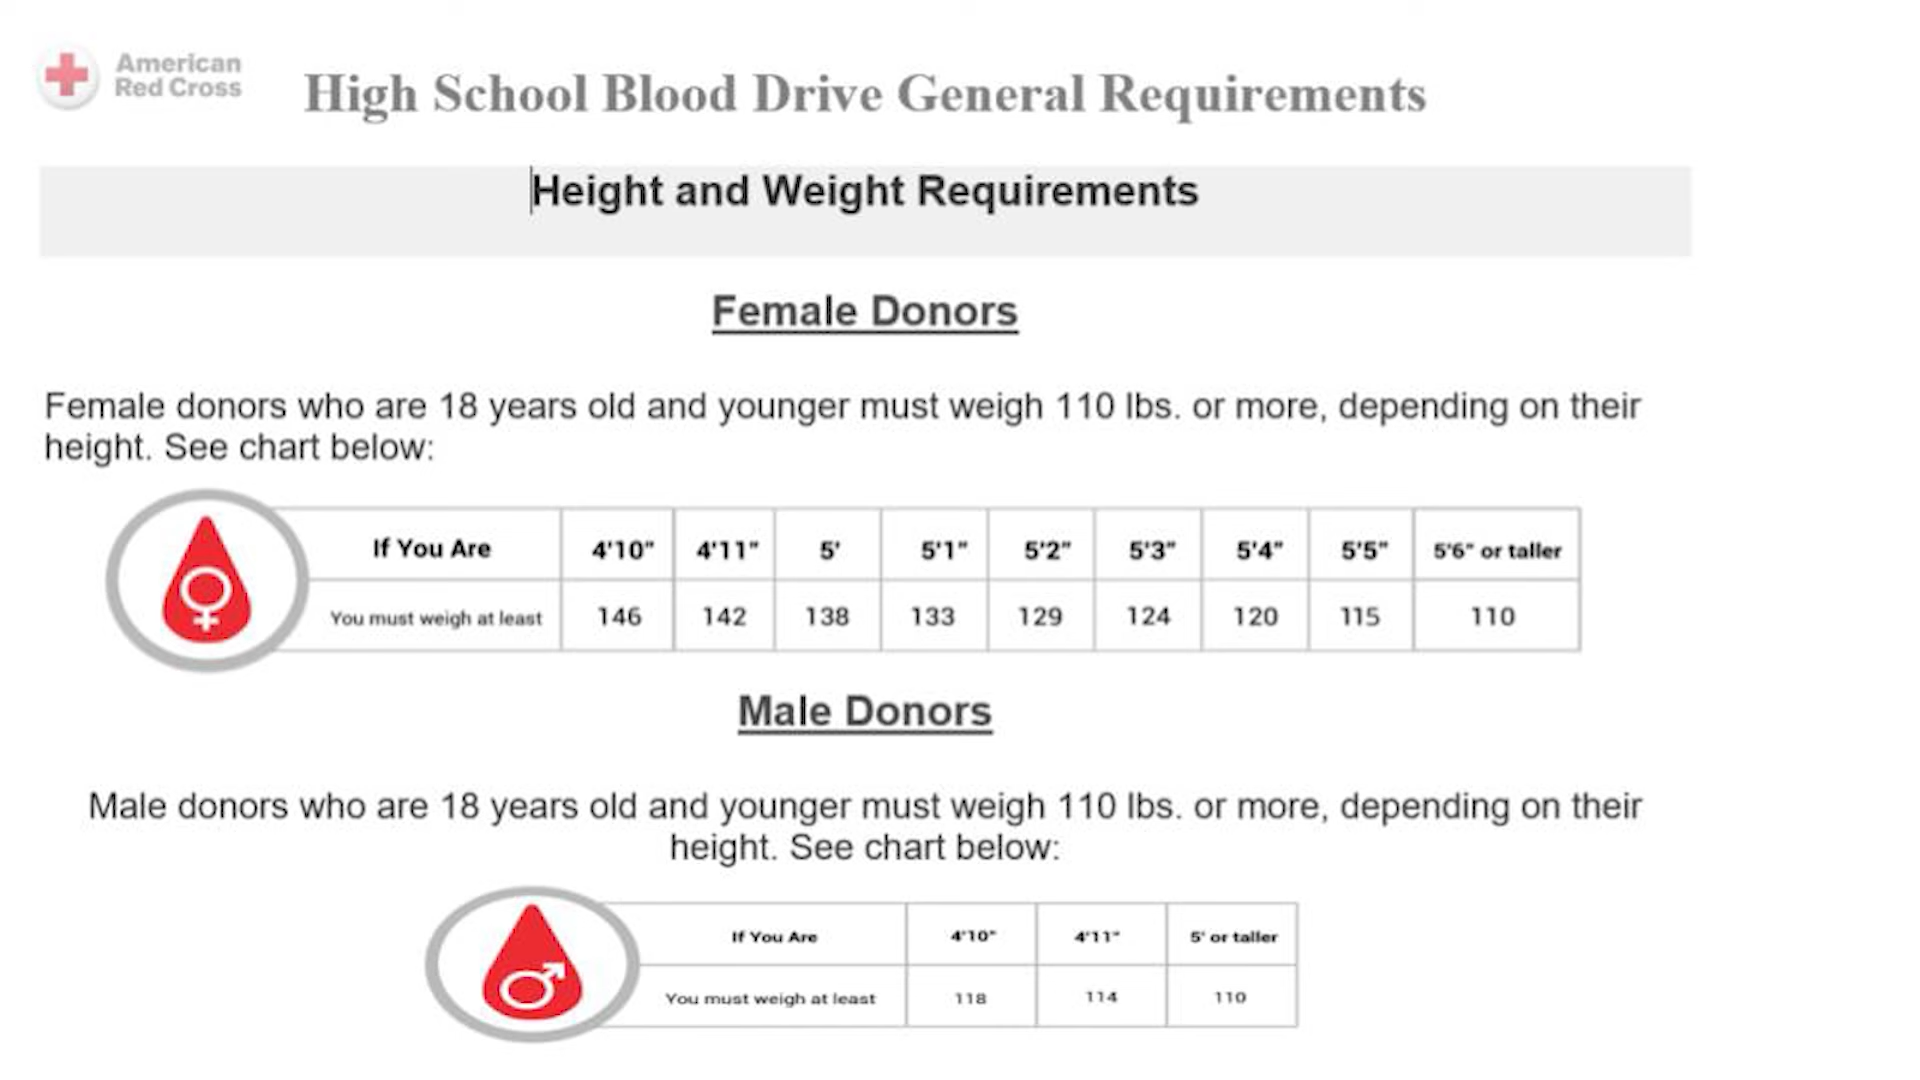 American
Red Cross
High School Blood Drive General Requirements
Height and Weight Requirements
Female Donors
Female donors who are 18 years old and younger must weigh 110 lbs. or more, depending on their
height. See chart below:
If You Are 4'10" 4'11" 5' 5'1" 5'2" 5'3" 5'4" 5'5" 5'6" or taller
You must weigh at least 146 142 138 133 129 124 120 115 110
Male Donors
Male donors who are 18 years old and younger must weigh 110 lbs. or more, depending on their
height. See chart below:
If You Are 4'10" 4'11" 5' or taller
You must weigh at least 118 114 110